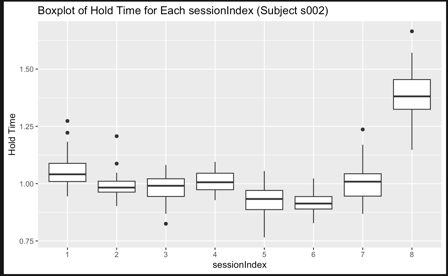 Boxplot of Hold Time for Each sessionIndex (Subject s002)
Hold Time
1.50
1.25
1.00
0.75
1 2 3 4 5 6 7 8
sessionIndex